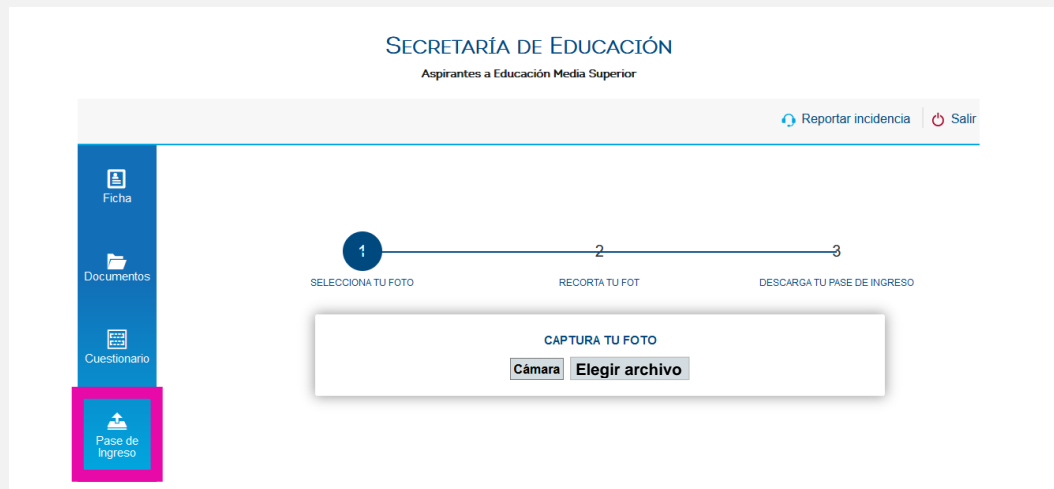 SECRETARÍA DE EDUCACIÓN
Aspirantes a Educación Media Superior
Reportar incidencia
Salir
Ficha
Documentos
Cuestionario
Pase de
Ingreso
1
2
3
SELECCIONA TU FOTO
RECORTA TU FOT
DESCARGA TU PASE DE INGRESO
CAPTURA TU FOTO
Cámara
Elegir archivo